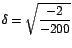 δ = √(-2/-200)